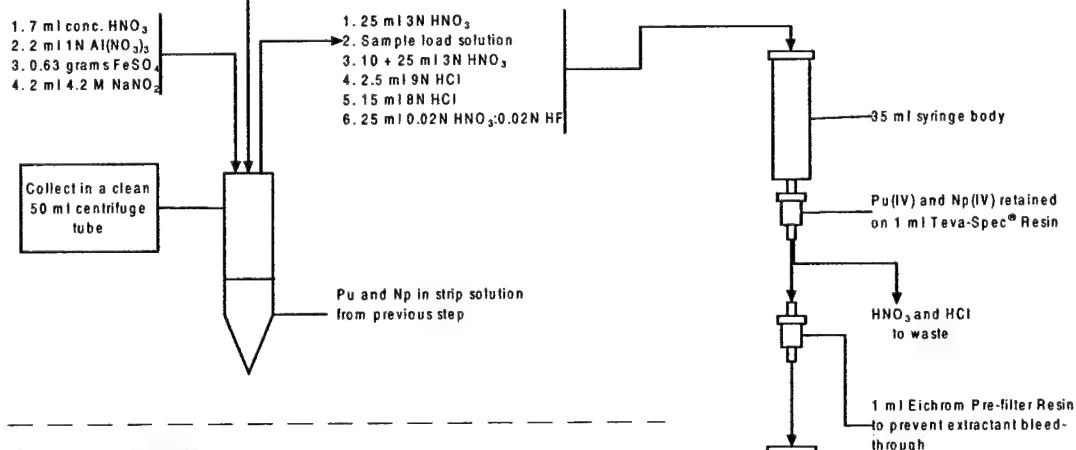 1. 7 ml conc. HNO₃
2. 2 ml 1N Al(NO₃)₃
3. 0.63 grams FeSO₄
4. 2 ml 4.2 M NaNO₂
1. 25 ml 3N HNO₃
2. Sample load solution
3. 10 + 25 ml 3N HNO₃
4. 2.5 ml 9N HCl
5. 15 ml 8N HCl
6. 25 ml 0.02N HNO₃:0.02N HF
35 ml syringe body
Collect in a clean
50 ml centrifuge
tube
Pu(IV) and Np(IV) retained
on 1 ml Teva-Spec® Resin
Pu and Np in strip solution
from previous step
HNO₃ and HCl
to waste
1 ml Eichrom Pre-filter Resin
to prevent extractant bleed-
through